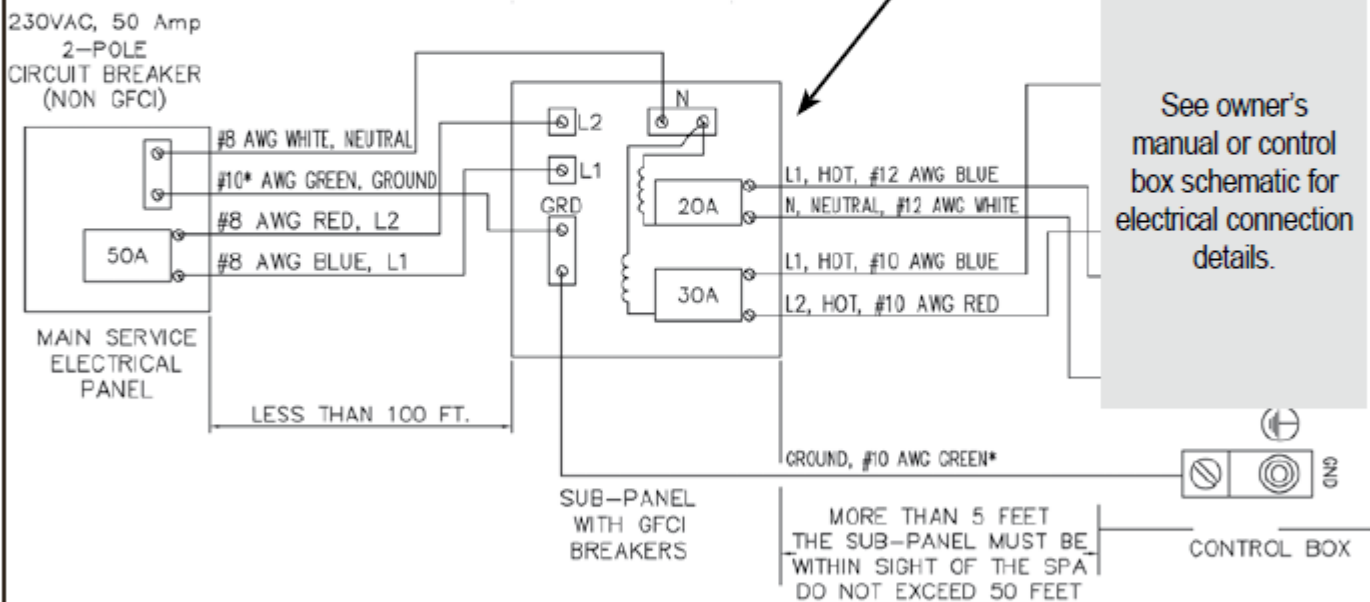 230VAC, 50 Amp
2-POLE
CIRCUIT BREAKER
(NON GFCI)
#8 AWG WHITE, NEUTRAL
#10* AWG GREEN, GROUND
#8 AWG RED, L2
#8 AWG BLUE, L1
50A
MAIN SERVICE
ELECTRICAL
PANEL
LESS THAN 100 FT.
L2
L1
GRD
N
20A
30A
SUB-PANEL
WITH GFCI
BREAKERS
L1, HOT, #12 AWG BLUE
N, NEUTRAL, #12 AWG WHITE
L1, HOT, #10 AWG BLUE
L2, HOT, #10 AWG RED
GROUND, #10 AWG GREEN*
MORE THAN 5 FEET
THE SUB-PANEL MUST BE
WITHIN SIGHT OF THE SPA
DO NOT EXCEED 50 FEET
See owner's
manual or control
box schematic for
electrical connection
details.
GND
CONTROL BOX